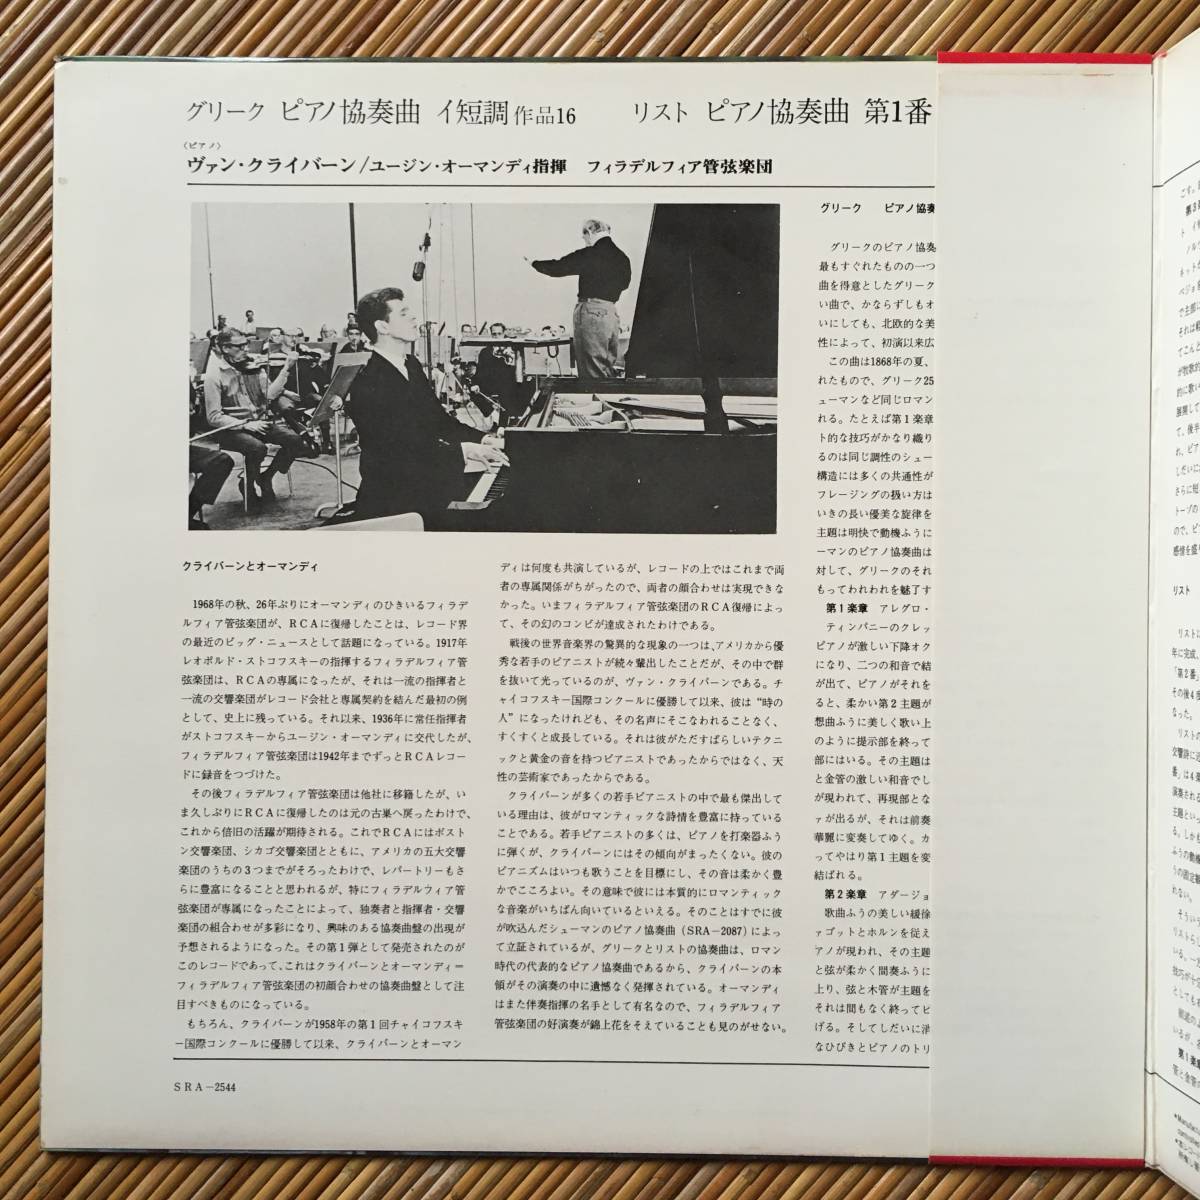 グリーク ピアノ協奏曲 イ短調 作品16 リスト ピアノ協奏曲 第1番
〈ピアノ〉
ヴァン・クライバーン/ユージン・オーマンディ指揮 フィラデルフィア管弦楽団
クライバーンとオーマンディ
1968年の秋、26年ぶりにオーマンディのひきいるフィラデ
ルフィア管弦楽団が、RCAに復帰したことは、レコード界
の最近のビッグ・ニュースとして話題になっている。1917年
レオポルド・ストコフスキーの指揮するフィラデルフィア管
弦楽団は、RCAの専属になったが、それは一流の指揮者と
一流の交響楽団がレコード会社と専属契約を結んだ最初の例
として、史上に残っている。それ以来、1936年に常任指揮者
がストコフスキーからユージン・オーマンディに交代したが、
フィラデルフィア管弦楽団は1942年までずっとRCAレコー
ドに録音をつづけた。
その後フィラデルフィア管弦楽団は他社に移籍したが、い
ま久しぶりにRCAに復帰したのは元の古巣へ戻ったわけで、
これから倍旧の活躍が期待される。これでRCAにはボスト
ン交響楽団、シカゴ交響楽団とともに、アメリカの五大交響
楽団のうちの3つまでがそろったわけで、レパートリーもさ
らに豊富になることと思われるが、特にフィラデルフィア管
弦楽団が専属になったことによって、独奏者と指揮者・交響
楽団の組合わせが多彩になり、興味のある協奏曲盤の出現が
予想されるようになった。その第1弾として発売されたのが
このレコードであって、これはクライバーンとオーマンディ=
フィラデルフィア管弦楽団の初顔合わせの協奏曲盤として注
目すべきものになっている。
もちろん、クライバーンが1958年の第1回チャイコフスキ
ー国際コンクールに優勝して以来、クライバーンとオーマン
ディは何度も共演しているが、レコードの上ではこれまで両
者の専属関係がちがったので、両者の顔合わせは実現できな
かった。いまフィラデルフィア管弦楽団のRCA復帰によっ
て、その幻のコンビが達成されたわけである。
戦後の世界音楽界の驚異的な現象の一つは、アメリカから優
秀な若手のピアニストが続々輩出したことだが、その中で群
を抜いて光っているのが、ヴァン・クライバーンである。チ
ャイコフスキー国際コンクールに優勝して以来、彼は“時の
人”になったけれども、その名声にそこなわれることなく、
すくすくと成長している。それは彼がただすばらしいテクニ
ックと黄金の音を持つピアニストであったからではなく、天
性の芸術家であったからである。
クライバーンが多くの若手ピアニストの中で最も傑出して
いる理由は、彼がロマンティックな詩情を豊富に持っている
ことである。若手ピアニストの多くは、ピアノを打楽器ふう
に弾くが、クライバーンにはその傾向がまったくない。彼の
ピアニズムはいつも歌うことを目標にし、その音は柔かく豊
かでこころよい。その意味で彼には本質的にロマンティック
な音楽がいちばん向いているといえる。そのことはすでに彼
が吹込んだシューマンのピアノ協奏曲(SRA-2087)によっ
て立証されているが、グリークとリストの協奏曲は、ロマン
時代の代表的なピアノ協奏曲であるから、クライバーンの本
領がその演奏の中に遺憾なく発揮されている。オーマンディ
はまた伴奏指揮の名手として有名なので、フィラデルフィア
管弦楽団の好演奏が錦上花をそえていることも見のがせない。
グリーク ピアノ協奏
グリークのピアノ協奏
最もすぐれたものの一つ
曲を得意としたグリーク
い曲で、かならずしもオ
いにしても、北欧的な美
性によって、初演以来広
この曲は1868年の夏、
れたもので、グリーク25
ューマンなど同じロマン
れる。たとえば第1楽章
ト的な技巧がかなり織り
るのは同じ調性のシュー
構造には多くの共通性が
フレージングの扱い方は
いきの長い優美な旋律を
主題は明快で動機ふうに
ーマンのピアノ協奏曲は
対して、グリークのそれ
もってわれわれを魅了す
第1楽章 アレグロ・
ティンパニーのクレッ
ピアノが激しい下降オク
になり、二つの和音で結
が出て、ピアノがそれを
ると、柔かい第2主題が
想曲ふうに美しく歌い上
のように提示部を終って
部にはいる。その主題は
と金管の激しい和音でし
が現われて、再現部とな
ァが出るが、それは前奏
華麗に変奏してゆく。カ
ってやはり第1主題を変
結ばれる。
第2楽章 アダージョ
歌曲ふうの美しい緩徐
ァゴットとホルンを従え
アノが現われ、その主題
と弦が柔かく間奏ふうに
上り、弦と木管が主題を
それは間もなく終ってピ
げる。そしてしだいに消
なひびきとピアノのトリ
SRA-2544
リスト